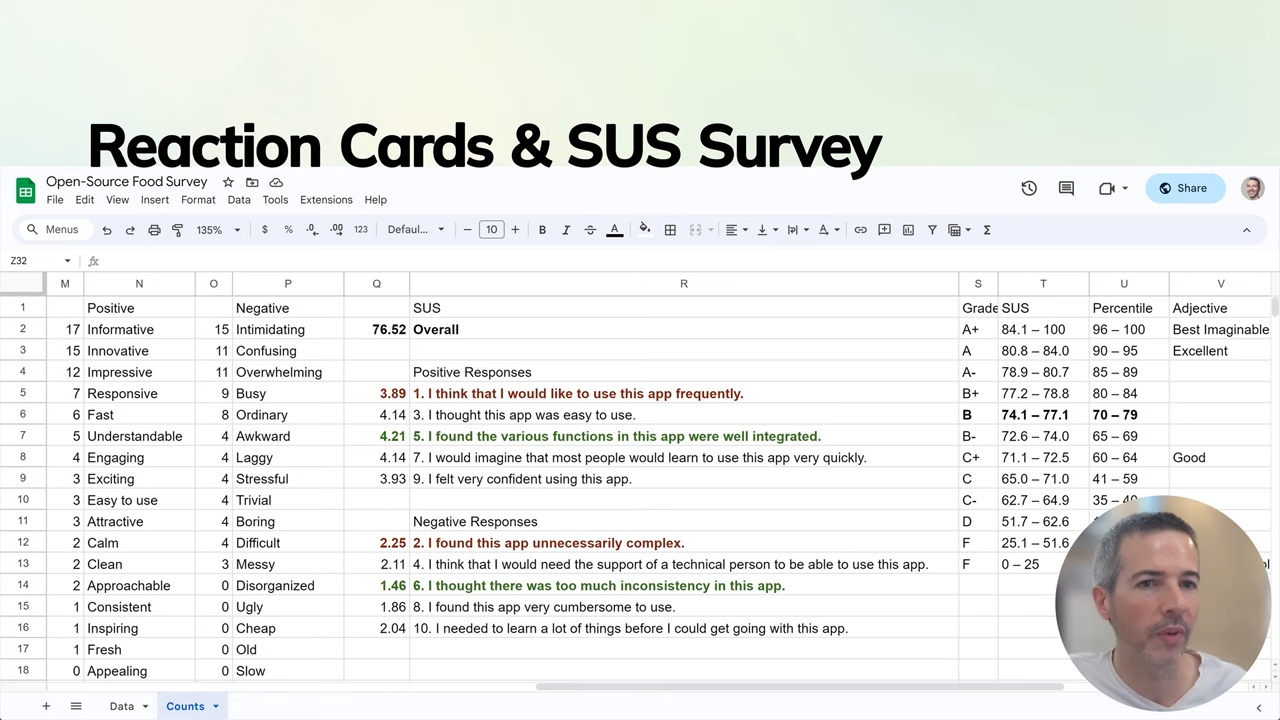 Reaction Cards & SUS Survey
Open-Source Food Survey
Share
File Edit View Insert Format Data Tools Extensions Help
Menus 135% $ % .0 .00 123 Defaul... 10 B I A
Z32 fx
M N O P Q R S T U V
1 Positive Negative SUS Grade SUS Percentile Adjective
2 17 Informative 15 Intimidating 76.52 Overall A+ 84.1 – 100 96 – 100 Best Imaginable
3 15 Innovative 11 Confusing A 80.8 – 84.0 90 – 95 Excellent
4 12 Impressive 11 Overwhelming Positive Responses A- 78.9 – 80.7 85 – 89
5 7 Responsive 9 Busy 3.89 1. I think that I would like to use this app frequently. B+ 77.2 – 78.8 80 – 84
6 6 Fast 8 Ordinary 4.14 3. I thought this app was easy to use. B 74.1 – 77.1 70 – 79
7 5 Understandable 4 Awkward 4.21 5. I found the various functions in this app were well integrated. B- 72.6 – 74.0 65 – 69
8 4 Engaging 4 Laggy 4.14 7. I would imagine that most people would learn to use this app very quickly. C+ 71.1 – 72.5 60 – 64 Good
9 3 Exciting 4 Stressful 3.93 9. I felt very confident using this app. C 65.0 – 71.0 41 – 59
10 3 Easy to use 4 Trivial C- 62.7 – 64.9 35 – 40
11 3 Attractive 4 Boring Negative Responses D 51.7 – 62.6
12 2 Calm 4 Difficult 2.25 2. I found this app unnecessarily complex. F 25.1 – 51.6
13 2 Clean 3 Messy 2.11 4. I think that I would need the support of a technical person to be able to use this app. F 0 – 25
14 2 Approachable 0 Disorganized 1.46 6. I thought there was too much inconsistency in this app.
15 1 Consistent 0 Ugly 1.86 8. I found this app very cumbersome to use.
16 1 Inspiring 0 Cheap 2.04 10. I needed to learn a lot of things before I could get going with this app.
17 1 Fresh 0 Old
18 0 Appealing 0 Slow
Data Counts